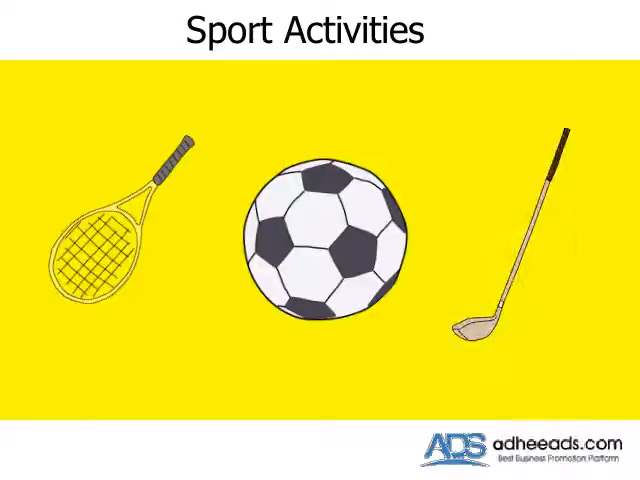 Sport Activities
ADS adheeads.com
Best Business Promotion Platform